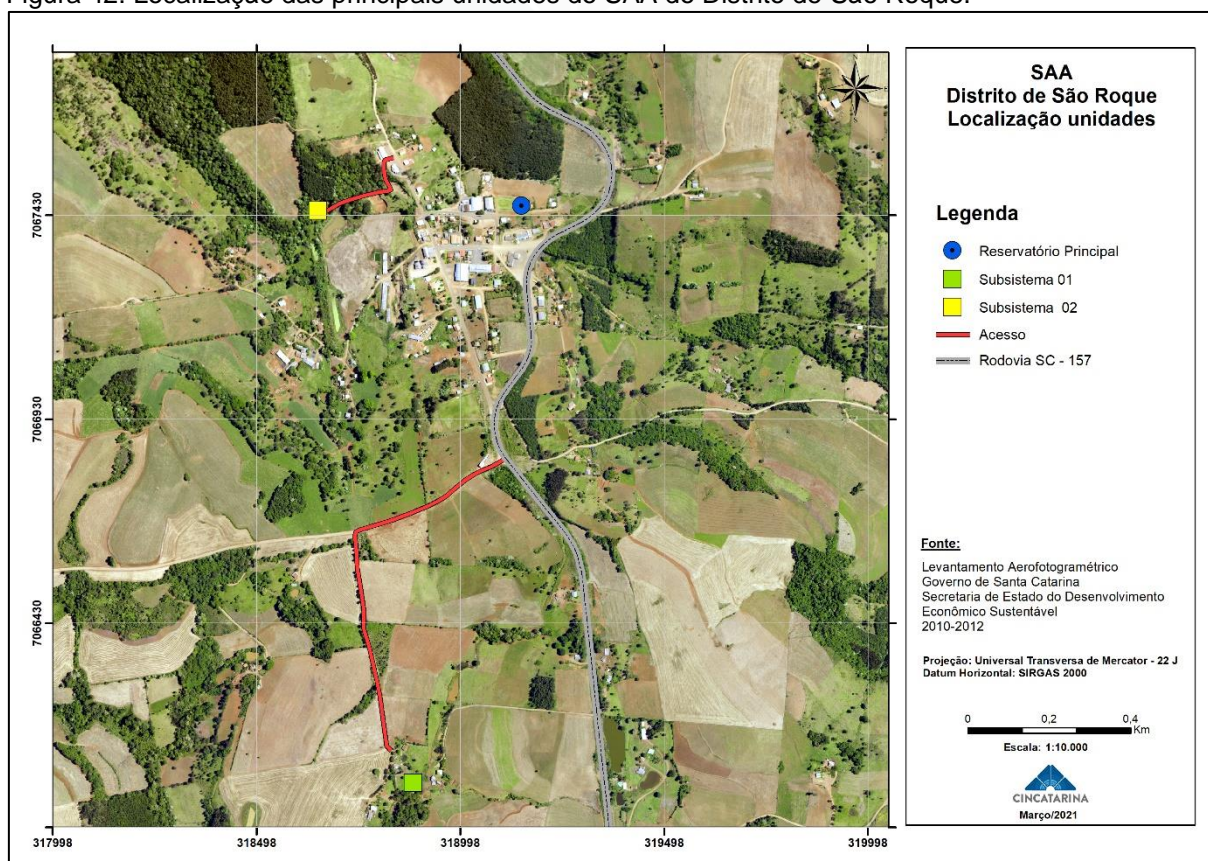 Figura 42: Localização das principais unidades do SAA do Distrito de São Roque.
SAA
Distrito de São Roque
Localização unidades
Legenda
Reservatório Principal
Subsistema 01
Subsistema 02
Acesso
Rodovia SC - 157
Fonte:
Levantamento Aerofotogramétrico
Governo de Santa Catarina
Secretaria de Estado do Desenvolvimento
Econômico Sustentável
2010-2012
Projeção: Universal Transversa de Mercator - 22 J
Datum Horizontal: SIRGAS 2000
0 0,2 0,4
Km
Escala: 1:10.000
CINCATARINA
Março/2021
7067430
7066930
7066430
317998 318498 318998 319498 319998